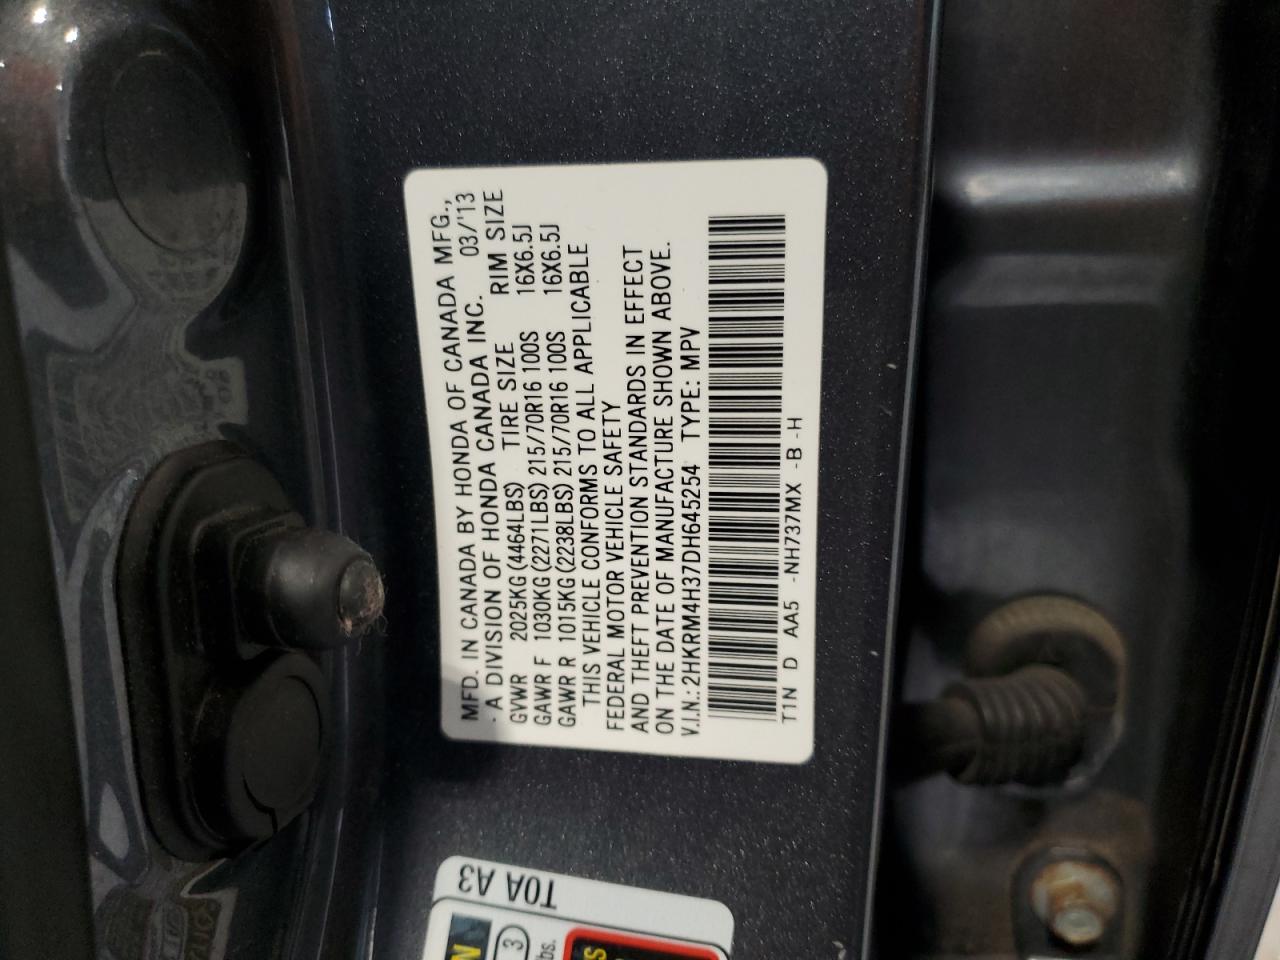 MFD. IN CANADA BY HONDA OF CANADA MFG.,
- A DIVISION OF HONDA CANADA INC. 03/'13
GVWR 2025KG(4464LBS) TIRE SIZE RIM SIZE
GAWR F 1030KG(2271LBS) 215/70R16 100S 16X6.5J
GAWR R 1015KG(2238LBS) 215/70R16 100S 16X6.5J
THIS VEHICLE CONFORMS TO ALL APPLICABLE
FEDERAL MOTOR VEHICLE SAFETY
AND THEFT PREVENTION STANDARDS IN EFFECT
ON THE DATE OF MANUFACTURE SHOWN ABOVE.
V.I.N.: 2HKRM4H37DH645254 TYPE: MPV
T1N D AA5 -NH737MX -B-H
T0A A3
3
bs.